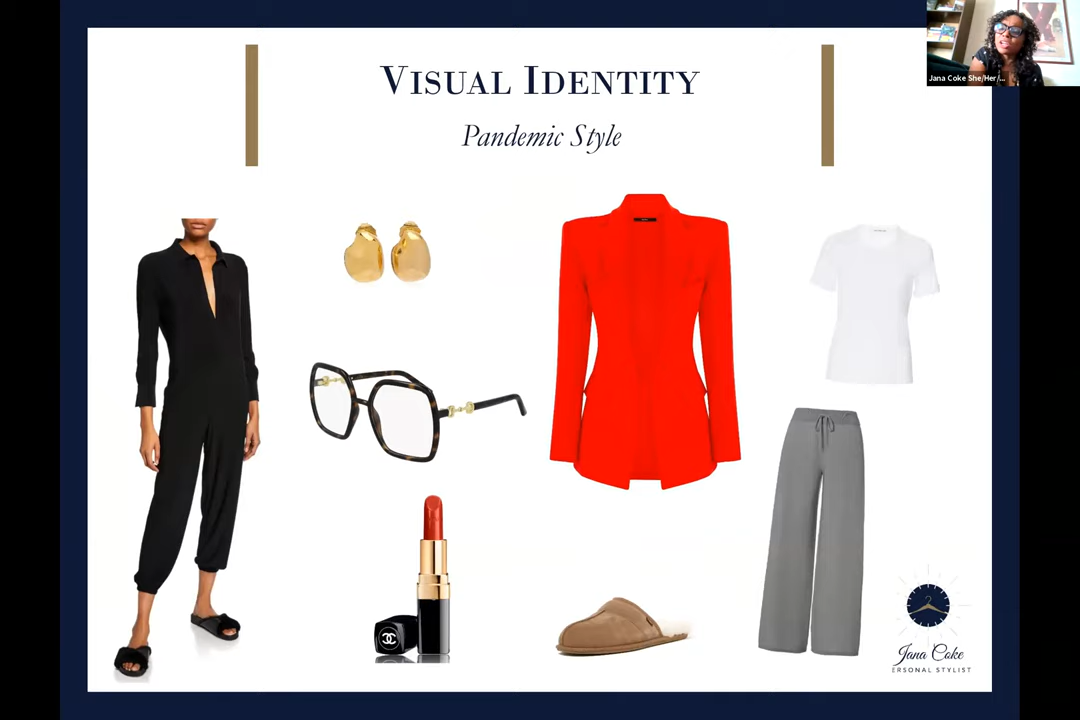 VISUAL IDENTITY
Pandemic Style
Jana Coke She/Her/...
Jana Coke
ERSONAL STYLIST